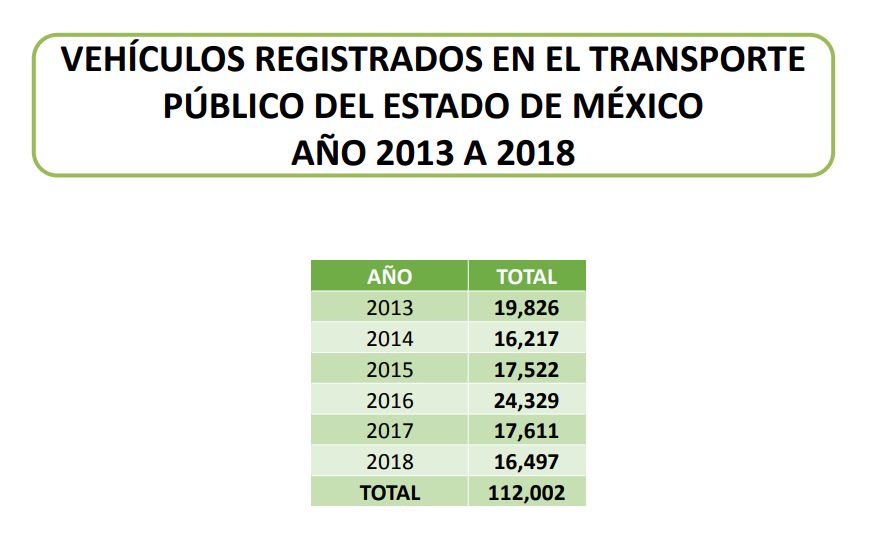 VEHÍCULOS REGISTRADOS EN EL TRANSPORTE
PÚBLICO DEL ESTADO DE MÉXICO
AÑO 2013 A 2018
AÑO TOTAL
2013 19,826
2014 16,217
2015 17,522
2016 24,329
2017 17,611
2018 16,497
TOTAL 112,002